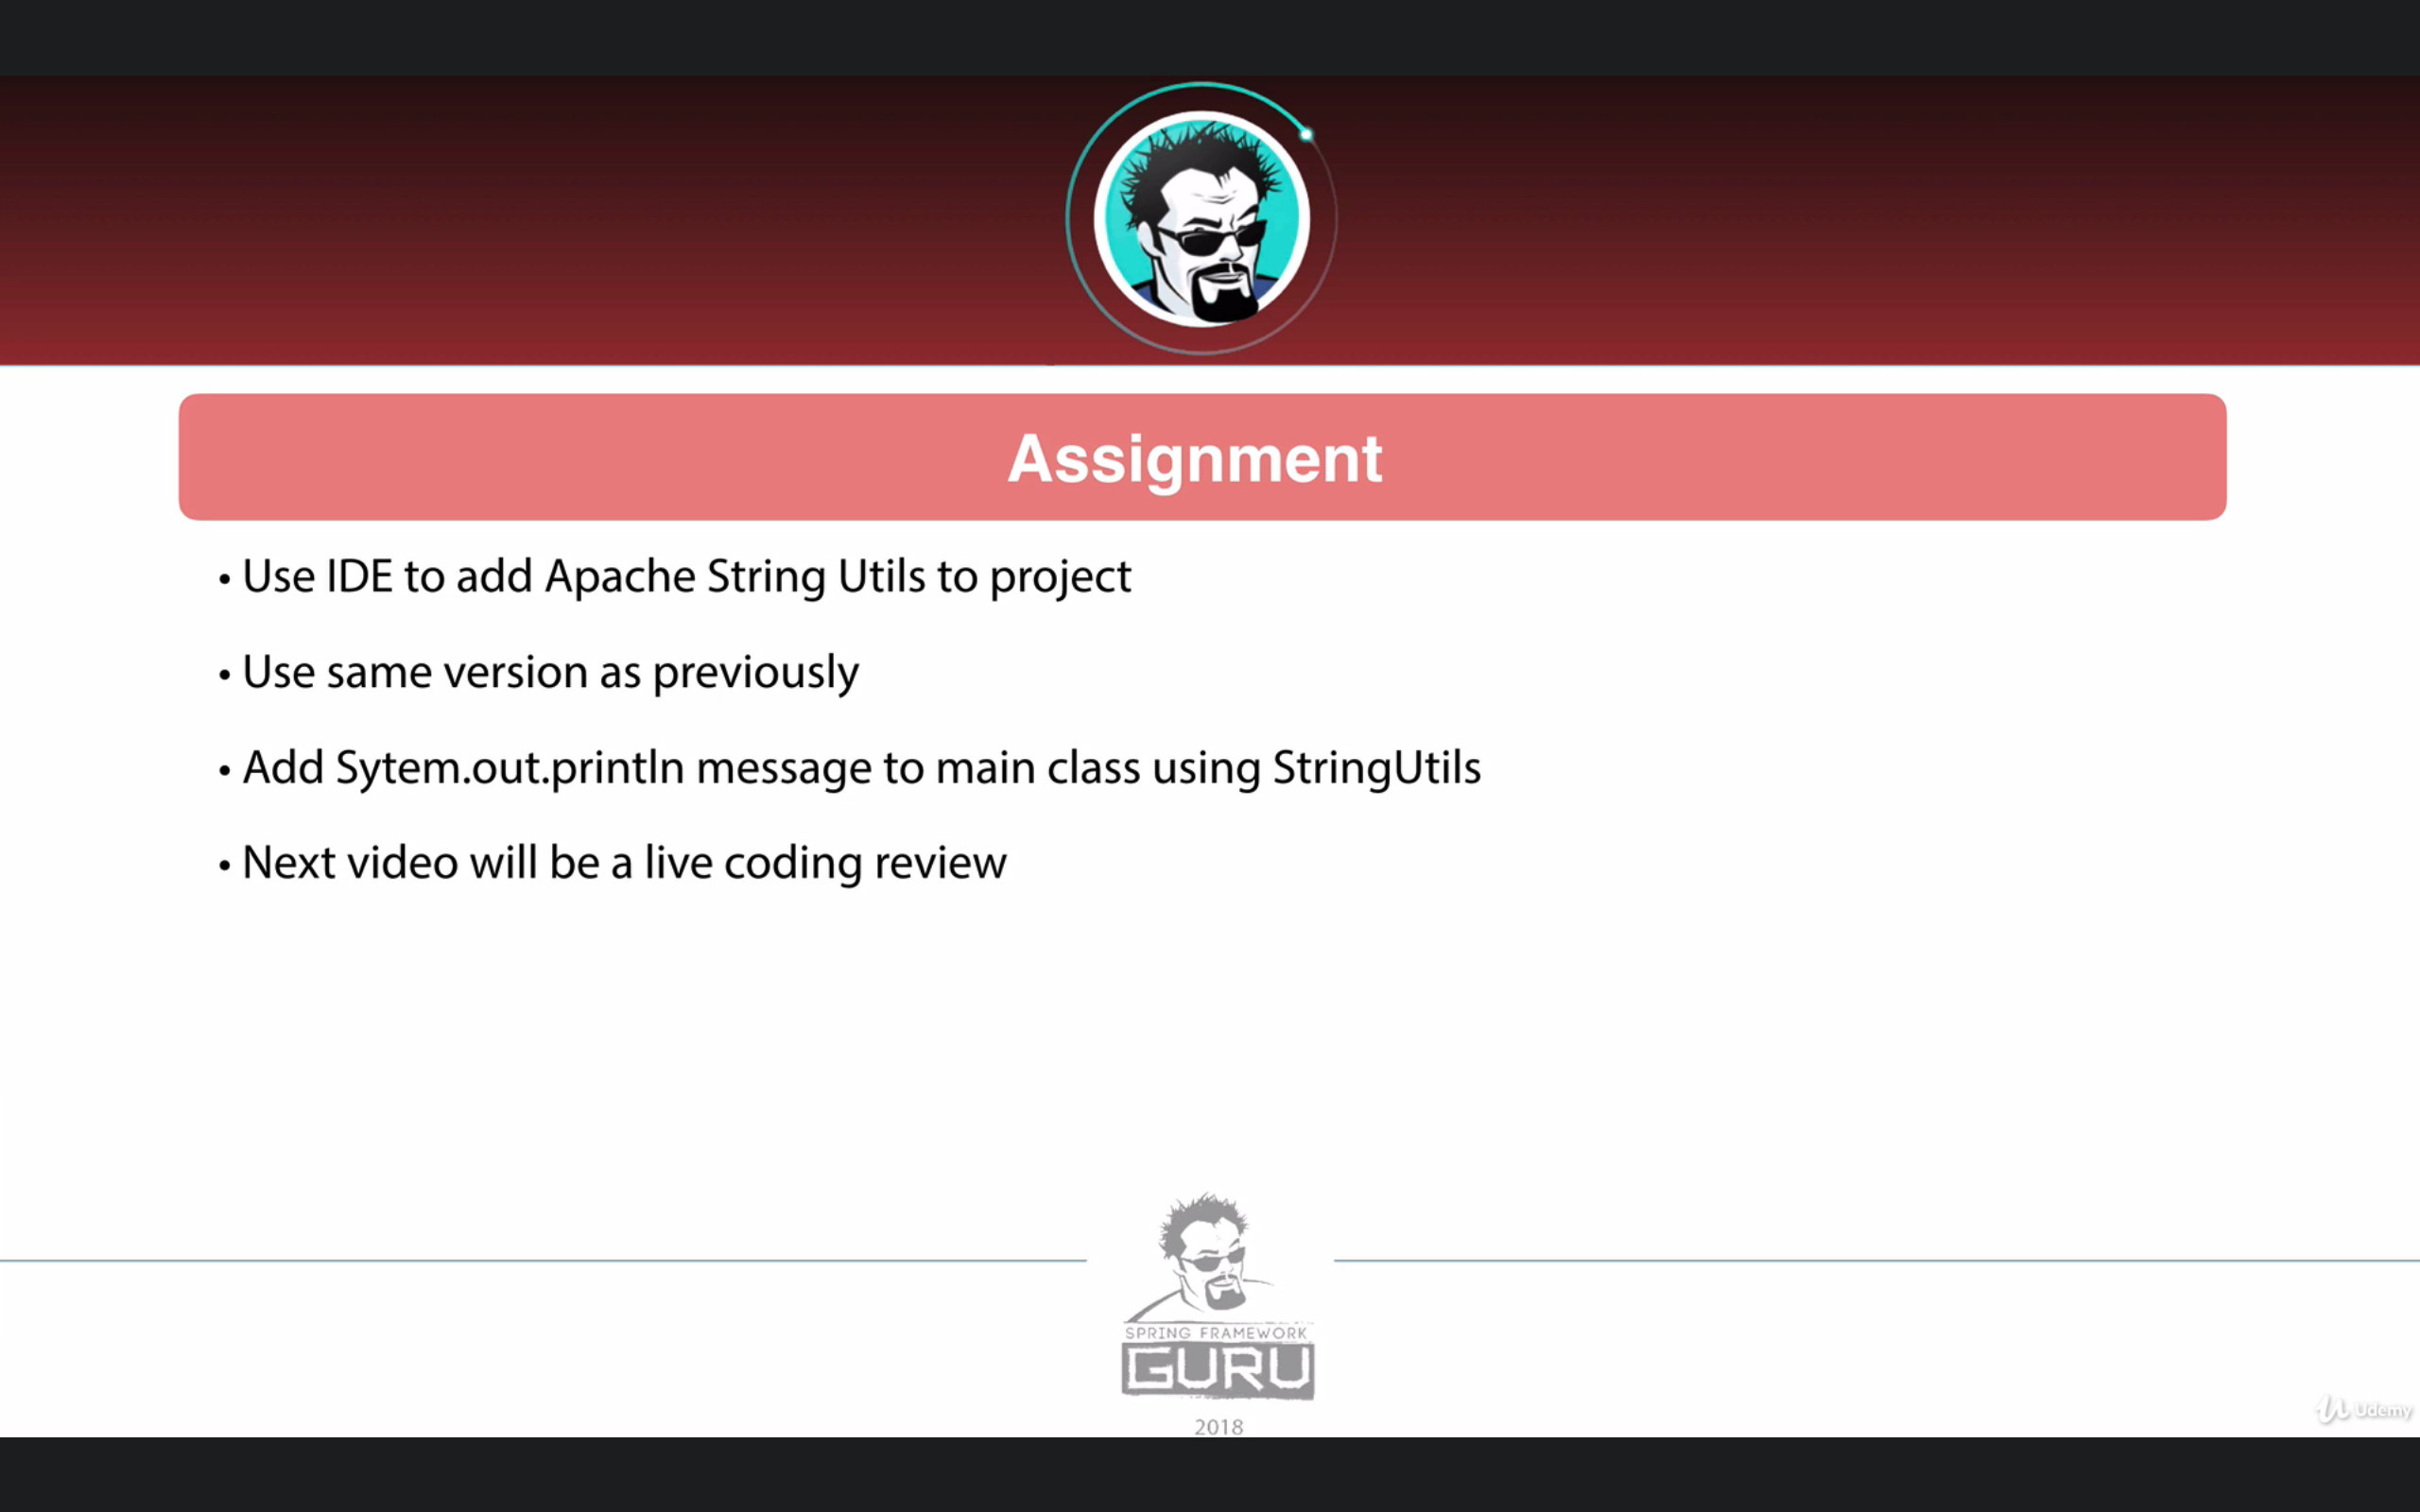 Assignment
• Use IDE to add Apache String Utils to project
• Use same version as previously
• Add Sytem.out.println message to main class using StringUtils
• Next video will be a live coding review
SPRING FRAMEWORK
GURU
2018
Udemy